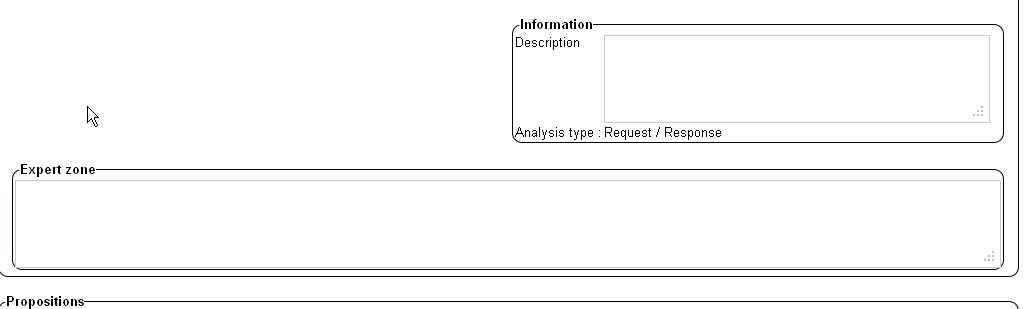 Information
Description
Analysis type : Request / Response
Expert zone
Propositions